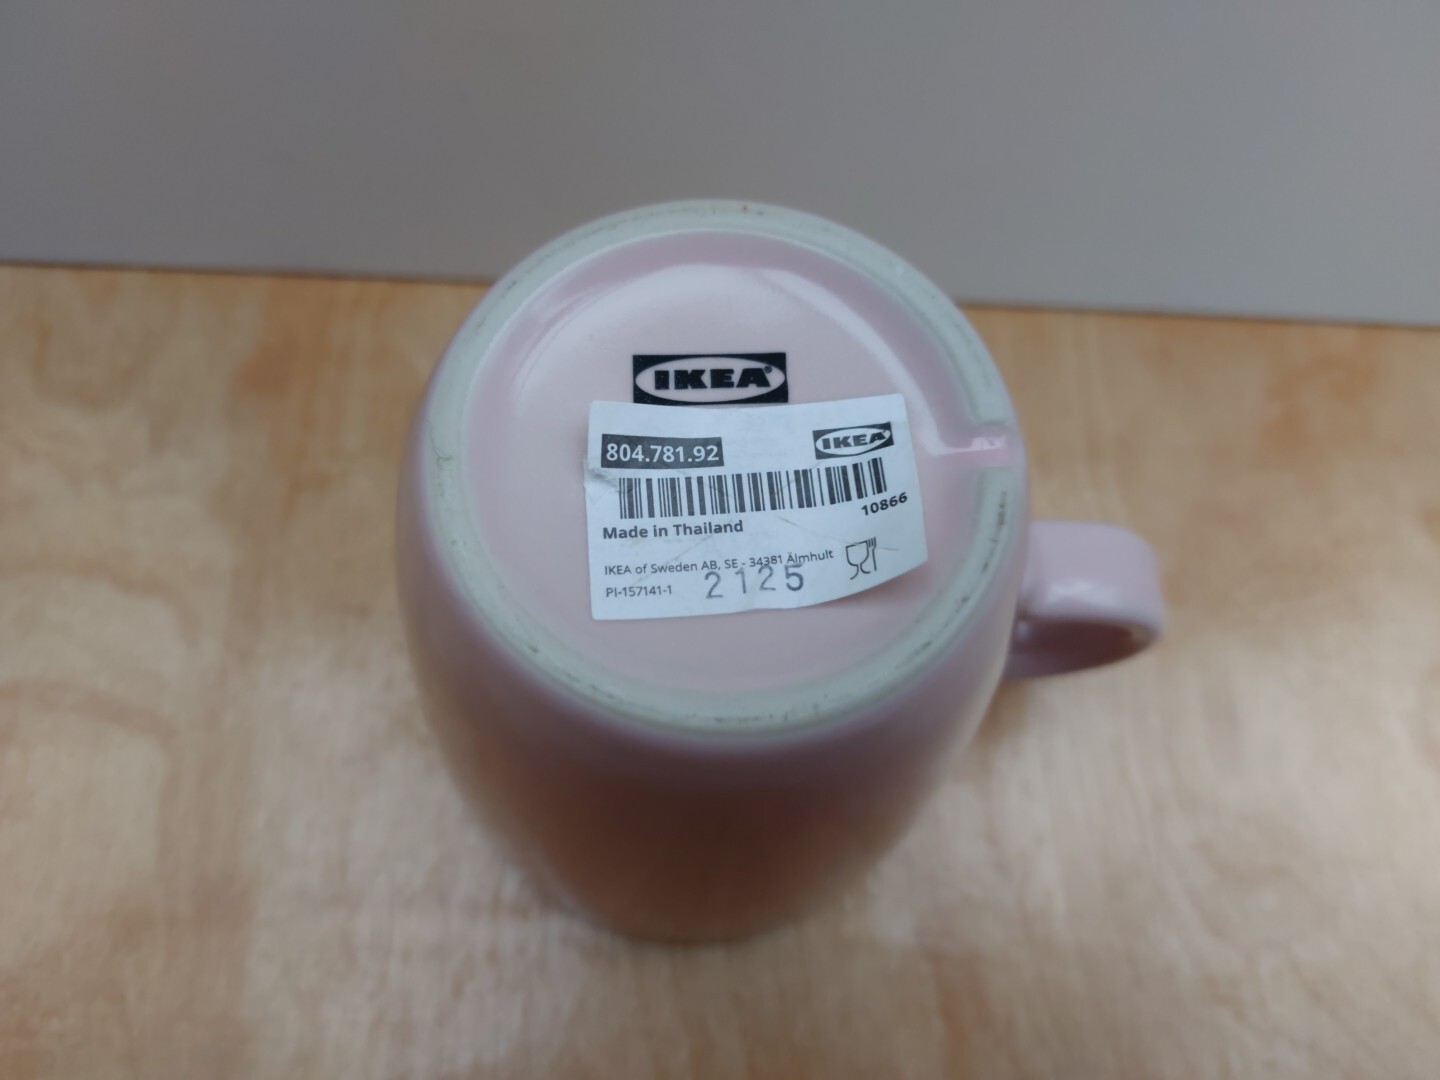 IKEA®
804.781.92
IKEA®
10866
Made in Thailand
IKEA of Sweden AB, SE - 34381 Älmhult
PI-157141-1
2125